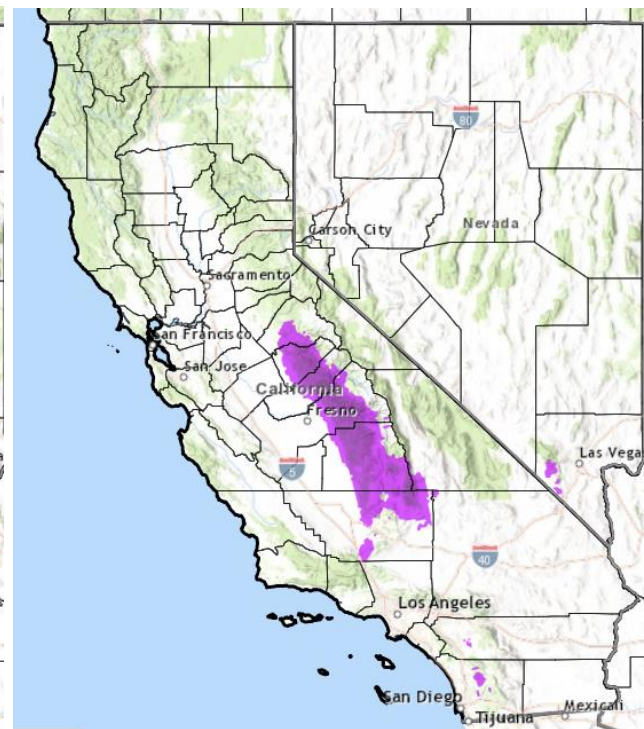 80
Carson City
Nevada
Sacramento
San Francisco
San Jose
California
Fresno
5
Las Vega
40
Los Angeles
San Diego
Tijuana
Mexicali